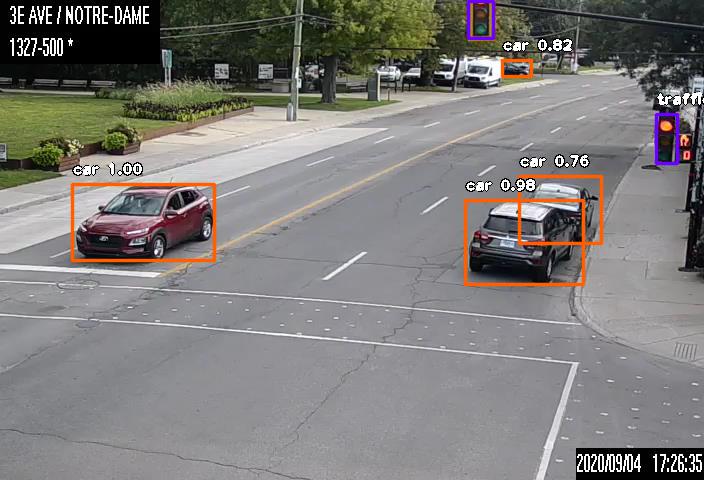 3E AVE / NOTRE-DAME
1327-500 *
car 0.82
traffi
car 0.76
car 0.98
car 1.00
2020/09/04 17:26:35